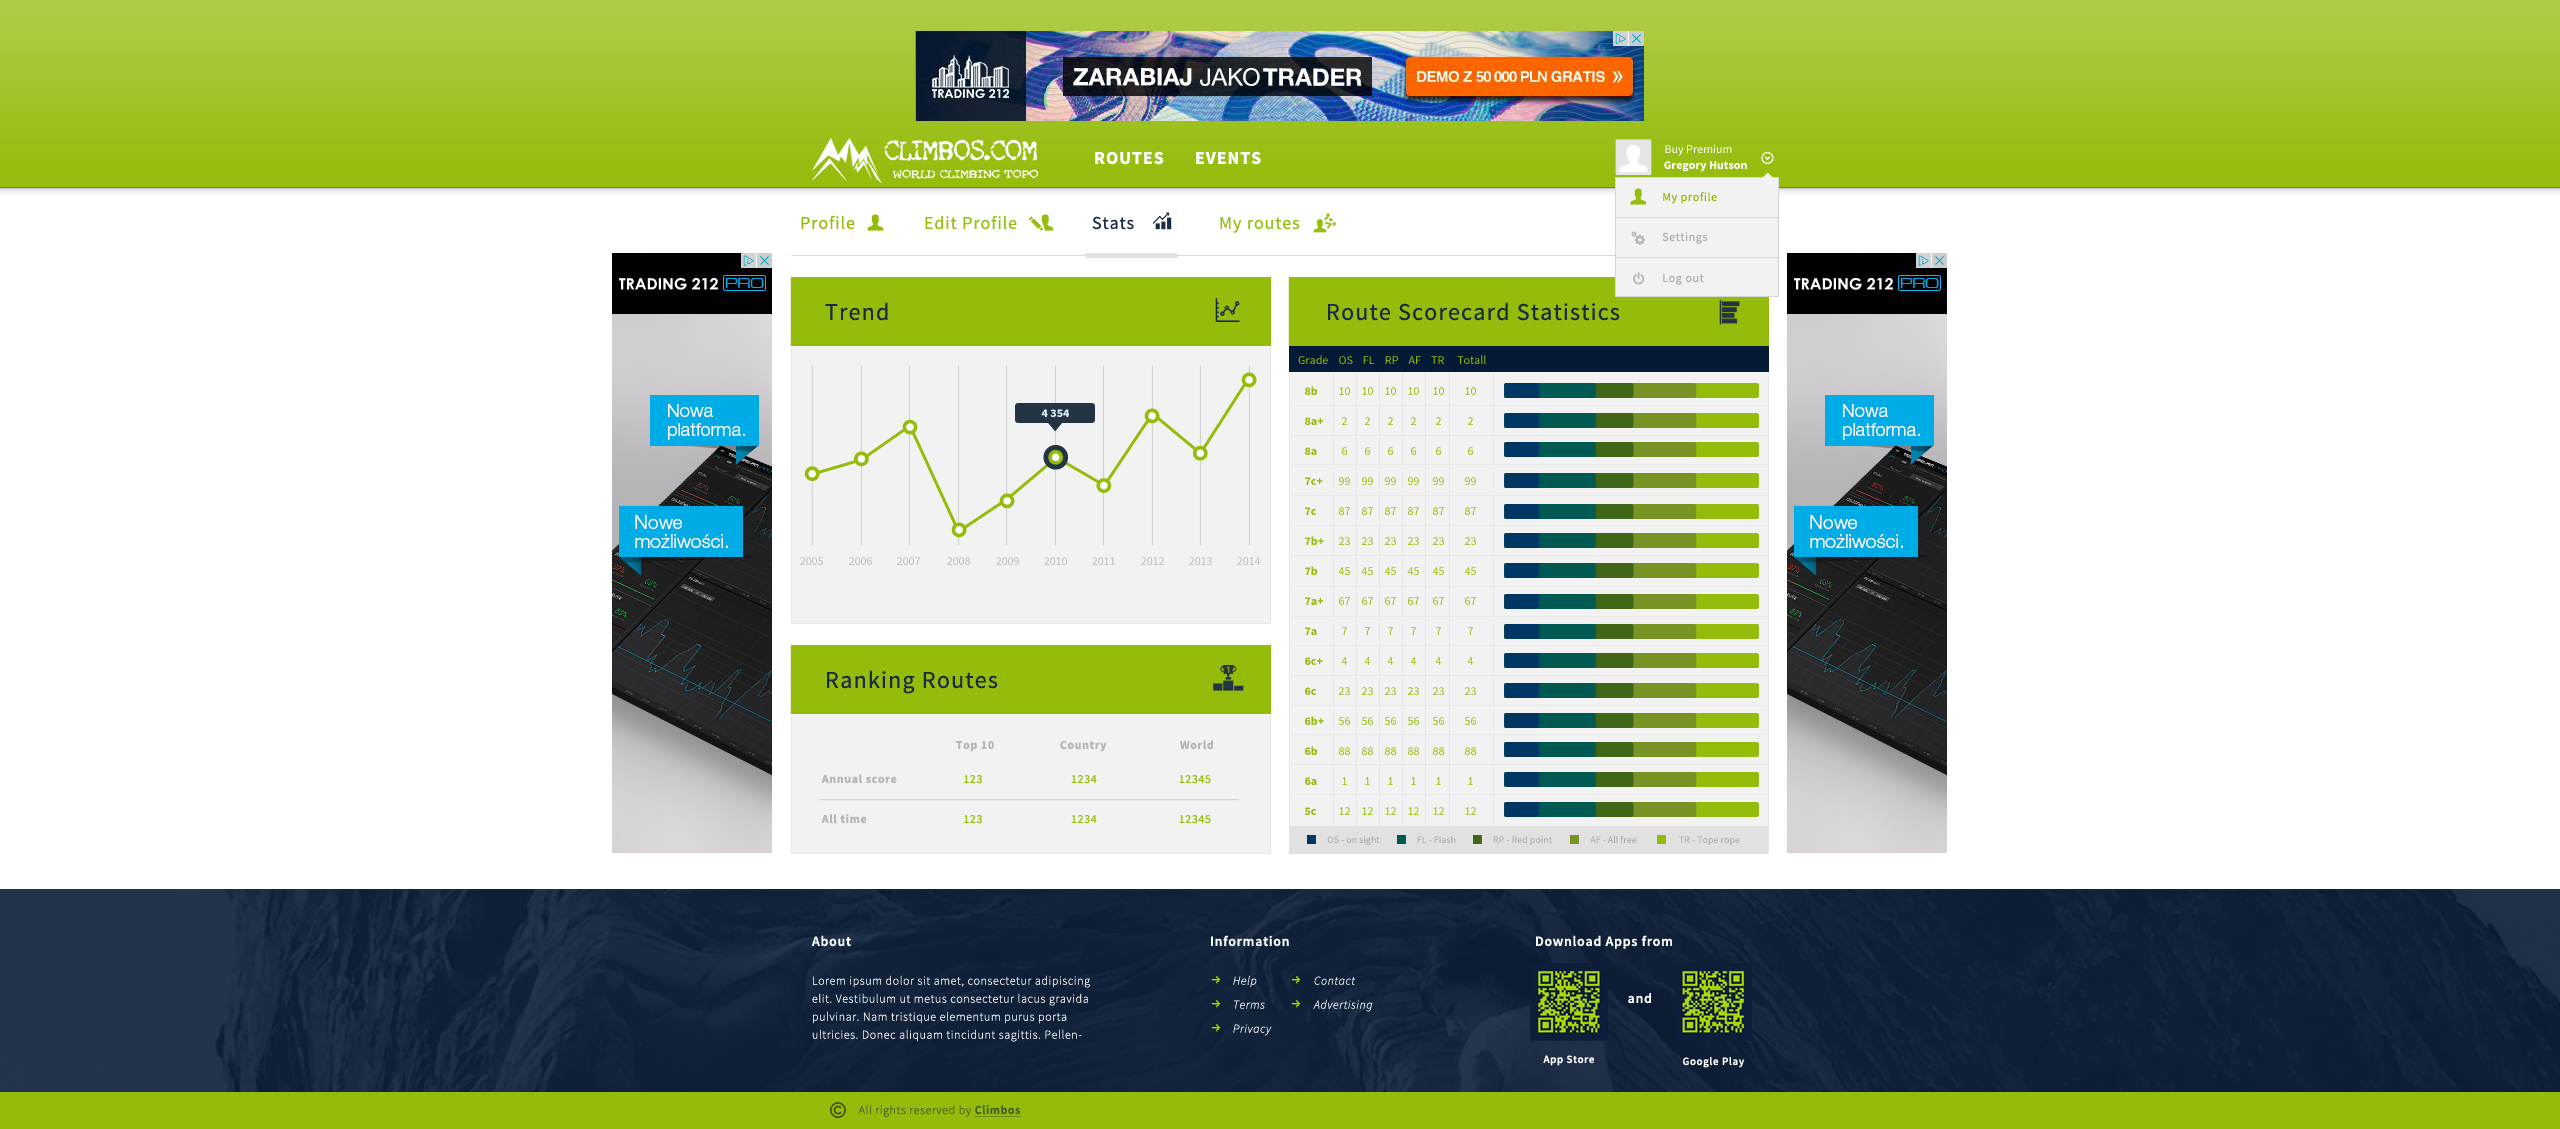 TRADING 212
ZARABIAJ JAKO TRADER
DEMO Z 50 000 PLN GRATIS »
CLIMBOS.COM
WORLD CLIMBING TOPO
ROUTES EVENTS
Buy Premium
Gregory Hutson
My profile
Settings
Log out
Profile Edit Profile Stats My routes
TRADING 212 PRO
Nowa
platforma.
Nowe
możliwości.
Trend
4 354
2005 2006 2007 2008 2009 2010 2011 2012 2013 2014
Ranking Routes
Top 10 Country World
Annual score 123 1234 12345
All time 123 1234 12345
Route Scorecard Statistics
Grade OS FL RP AF TR Totall
8b 10 10 10 10 10 10
8a+ 2 2 2 2 2 2
8a 6 6 6 6 6 6
7c+ 99 99 99 99 99 99
7c 87 87 87 87 87 87
7b+ 23 23 23 23 23 23
7b 45 45 45 45 45 45
7a+ 67 67 67 67 67 67
7a 7 7 7 7 7 7
6c+ 4 4 4 4 4 4
6c 23 23 23 23 23 23
6b+ 56 56 56 56 56 56
6b 88 88 88 88 88 88
6a 1 1 1 1 1 1
5c 12 12 12 12 12 12
OS - on sight FL - Flash RP - Red point AF - All free TR - Tope rope
TRADING 212 PRO
Nowa
platforma.
Nowe
możliwości.
About
Lorem ipsum dolor sit amet, consectetur adipiscing
elit. Vestibulum ut metus consectetur lacus gravida
pulvinar. Nam tristique elementum purus porta
ultricies. Donec aliquam tincidunt sagittis. Pellen-
Information
Help Contact
Terms Advertising
Privacy
Download Apps from
and
App Store
Google Play
© All rights reserved by Climbos